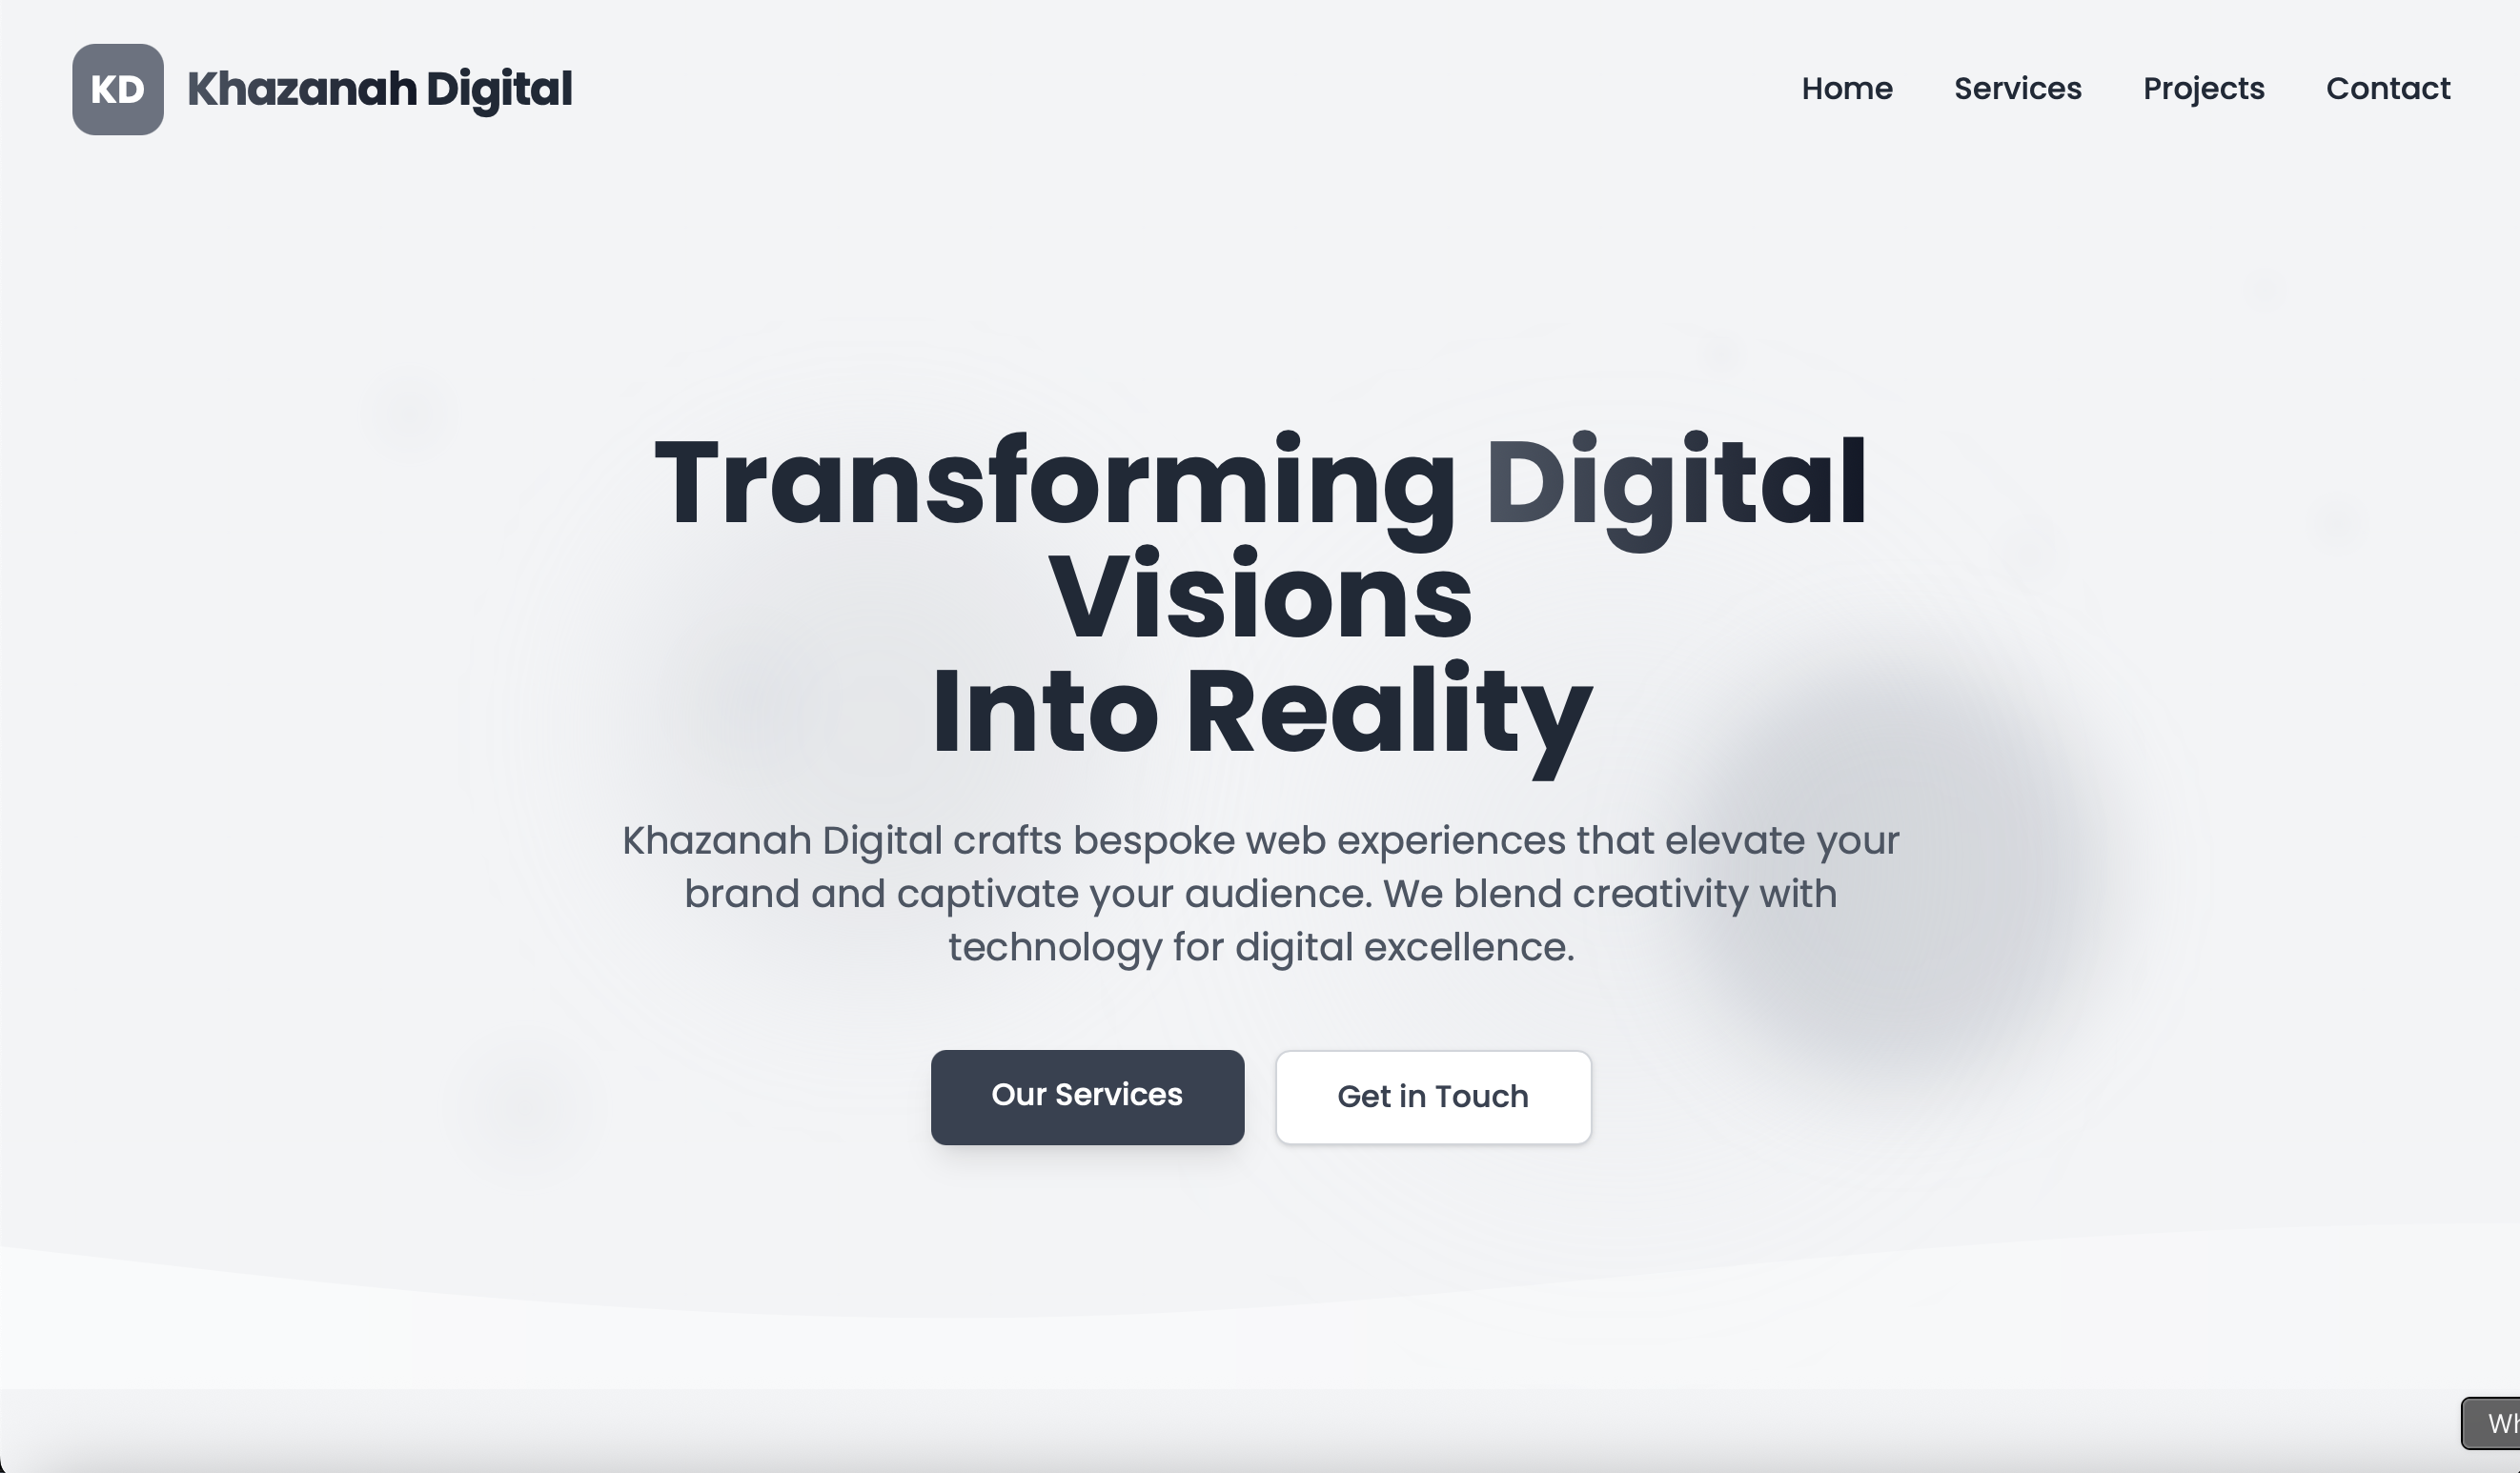 KD
Khazanah Digital
Home
Services
Projects
Contact
Transforming Digital
Visions
Into Reality
Khazanah Digital crafts bespoke web experiences that elevate your
brand and captivate your audience. We blend creativity with
technology for digital excellence.
Our Services
Get in Touch